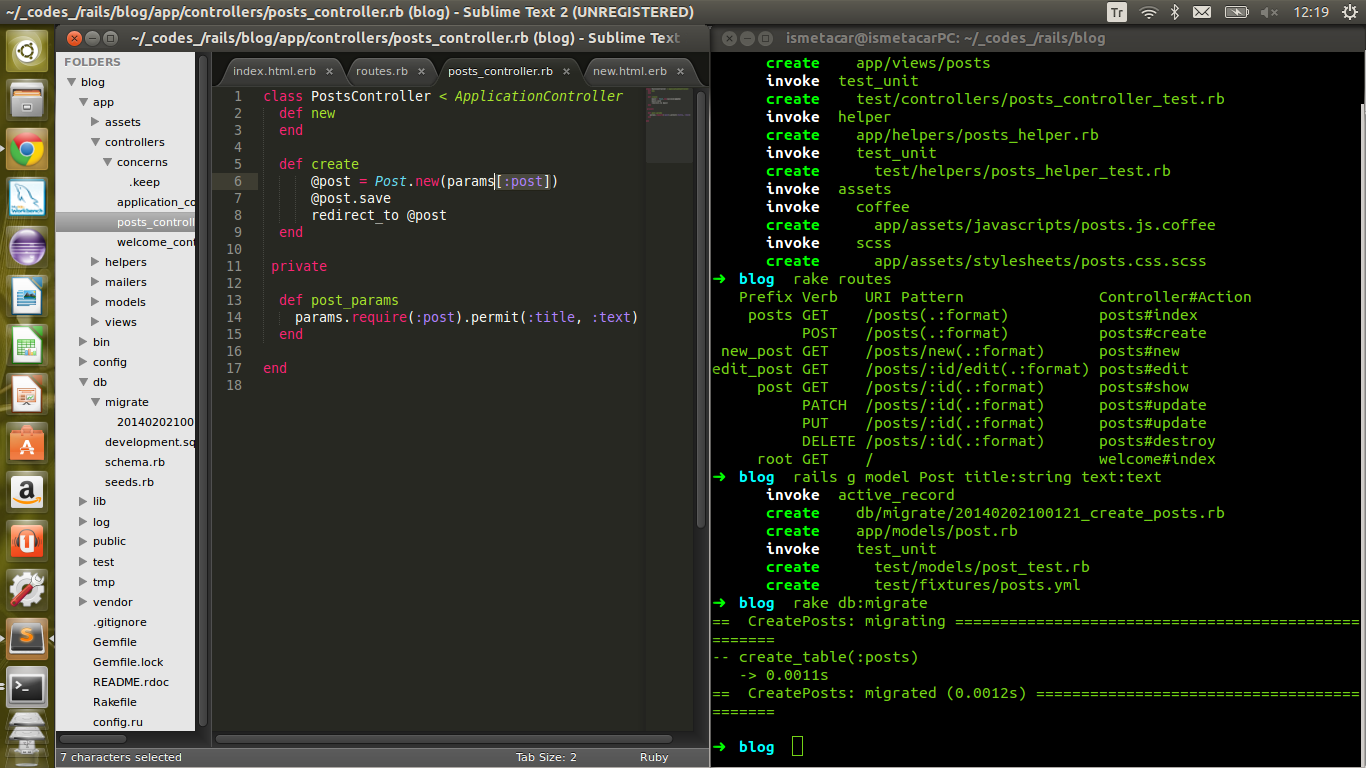 ~/_codes_/rails/blog/app/controllers/posts_controller.rb (blog) - Sublime Text 2 (UNREGISTERED)
Tr
12:19
~/_codes_/rails/blog/app/controllers/posts_controller.rb (blog) - Sublime Text
FOLDERS
blog
app
assets
controllers
concerns
.keep
application_co
posts_controll
welcome_cont
helpers
mailers
models
views
bin
config
db
migrate
20140202100
development.sq
schema.rb
seeds.rb
lib
log
public
test
tmp
vendor
.gitignore
Gemfile
Gemfile.lock
README.rdoc
Rakefile
config.ru
index.html.erb × routes.rb × posts_controller.rb × new.html.erb ×
1 class PostsController < ApplicationController
2 def new
3 end
4
5 def create
6 @post = Post.new(params[:post])
7 @post.save
8 redirect_to @post
9 end
10
11 private
12
13 def post_params
14 params.require(:post).permit(:title, :text)
15 end
16
17 end
18
7 characters selected
Tab Size: 2
Ruby
ismetacar@ismetacarPC: ~/_codes_/rails/blog
create app/views/posts
invoke test_unit
create test/controllers/posts_controller_test.rb
invoke helper
create app/helpers/posts_helper.rb
invoke test_unit
create test/helpers/posts_helper_test.rb
invoke assets
invoke coffee
create app/assets/javascripts/posts.js.coffee
invoke scss
create app/assets/stylesheets/posts.css.scss
➜ blog rake routes
Prefix Verb URI Pattern Controller#Action
posts GET /posts(.:format) posts#index
POST /posts(.:format) posts#create
new_post GET /posts/new(.:format) posts#new
edit_post GET /posts/:id/edit(.:format) posts#edit
post GET /posts/:id(.:format) posts#show
PATCH /posts/:id(.:format) posts#update
PUT /posts/:id(.:format) posts#update
DELETE /posts/:id(.:format) posts#destroy
root GET / welcome#index
➜ blog rails g model Post title:string text:text
invoke active_record
create db/migrate/20140202100121_create_posts.rb
create app/models/post.rb
invoke test_unit
create test/models/post_test.rb
create test/fixtures/posts.yml
➜ blog rake db:migrate
== CreatePosts: migrating =============================================
=======
-- create_table(:posts)
-> 0.0011s
== CreatePosts: migrated (0.0012s) ====================================
=======
➜ blog